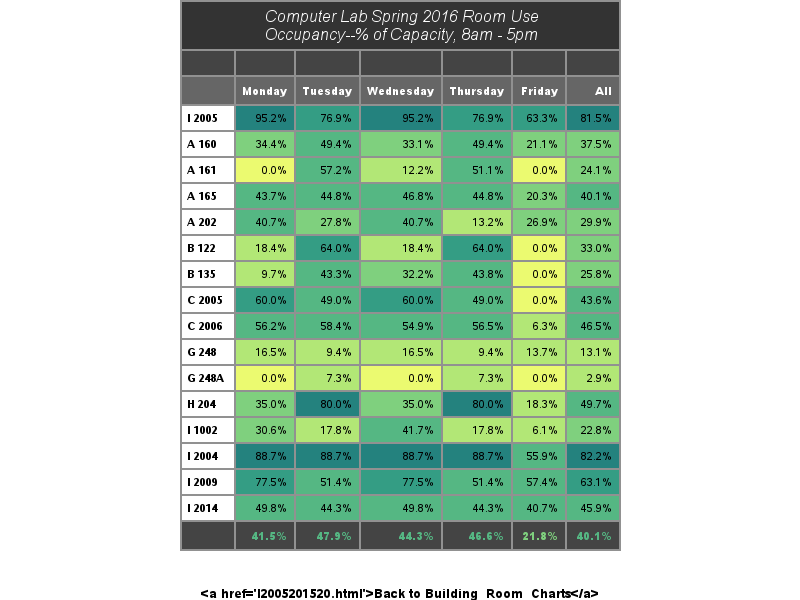 Computer Lab Spring 2016 Room Use
Occupancy--% of Capacity, 8am - 5pm
Monday Tuesday Wednesday Thursday Friday All
I 2005 95.2% 76.9% 95.2% 76.9% 63.3% 81.5%
A 160 34.4% 49.4% 33.1% 49.4% 21.1% 37.5%
A 161 0.0% 57.2% 12.2% 51.1% 0.0% 24.1%
A 165 43.7% 44.8% 46.8% 44.8% 20.3% 40.1%
A 202 40.7% 27.8% 40.7% 13.2% 26.9% 29.9%
B 122 18.4% 64.0% 18.4% 64.0% 0.0% 33.0%
B 135 9.7% 43.3% 32.2% 43.8% 0.0% 25.8%
C 2005 60.0% 49.0% 60.0% 49.0% 0.0% 43.6%
C 2006 56.2% 58.4% 54.9% 56.5% 6.3% 46.5%
G 248 16.5% 9.4% 16.5% 9.4% 13.7% 13.1%
G 248A 0.0% 7.3% 0.0% 7.3% 0.0% 2.9%
H 204 35.0% 80.0% 35.0% 80.0% 18.3% 49.7%
I 1002 30.6% 17.8% 41.7% 17.8% 6.1% 22.8%
I 2004 88.7% 88.7% 88.7% 88.7% 55.9% 82.2%
I 2009 77.5% 51.4% 77.5% 51.4% 57.4% 63.1%
I 2014 49.8% 44.3% 49.8% 44.3% 40.7% 45.9%
41.5% 47.9% 44.3% 46.6% 21.8% 40.1%
<a href='I2005201520.html'>Back to Building_Room_Charts</a>